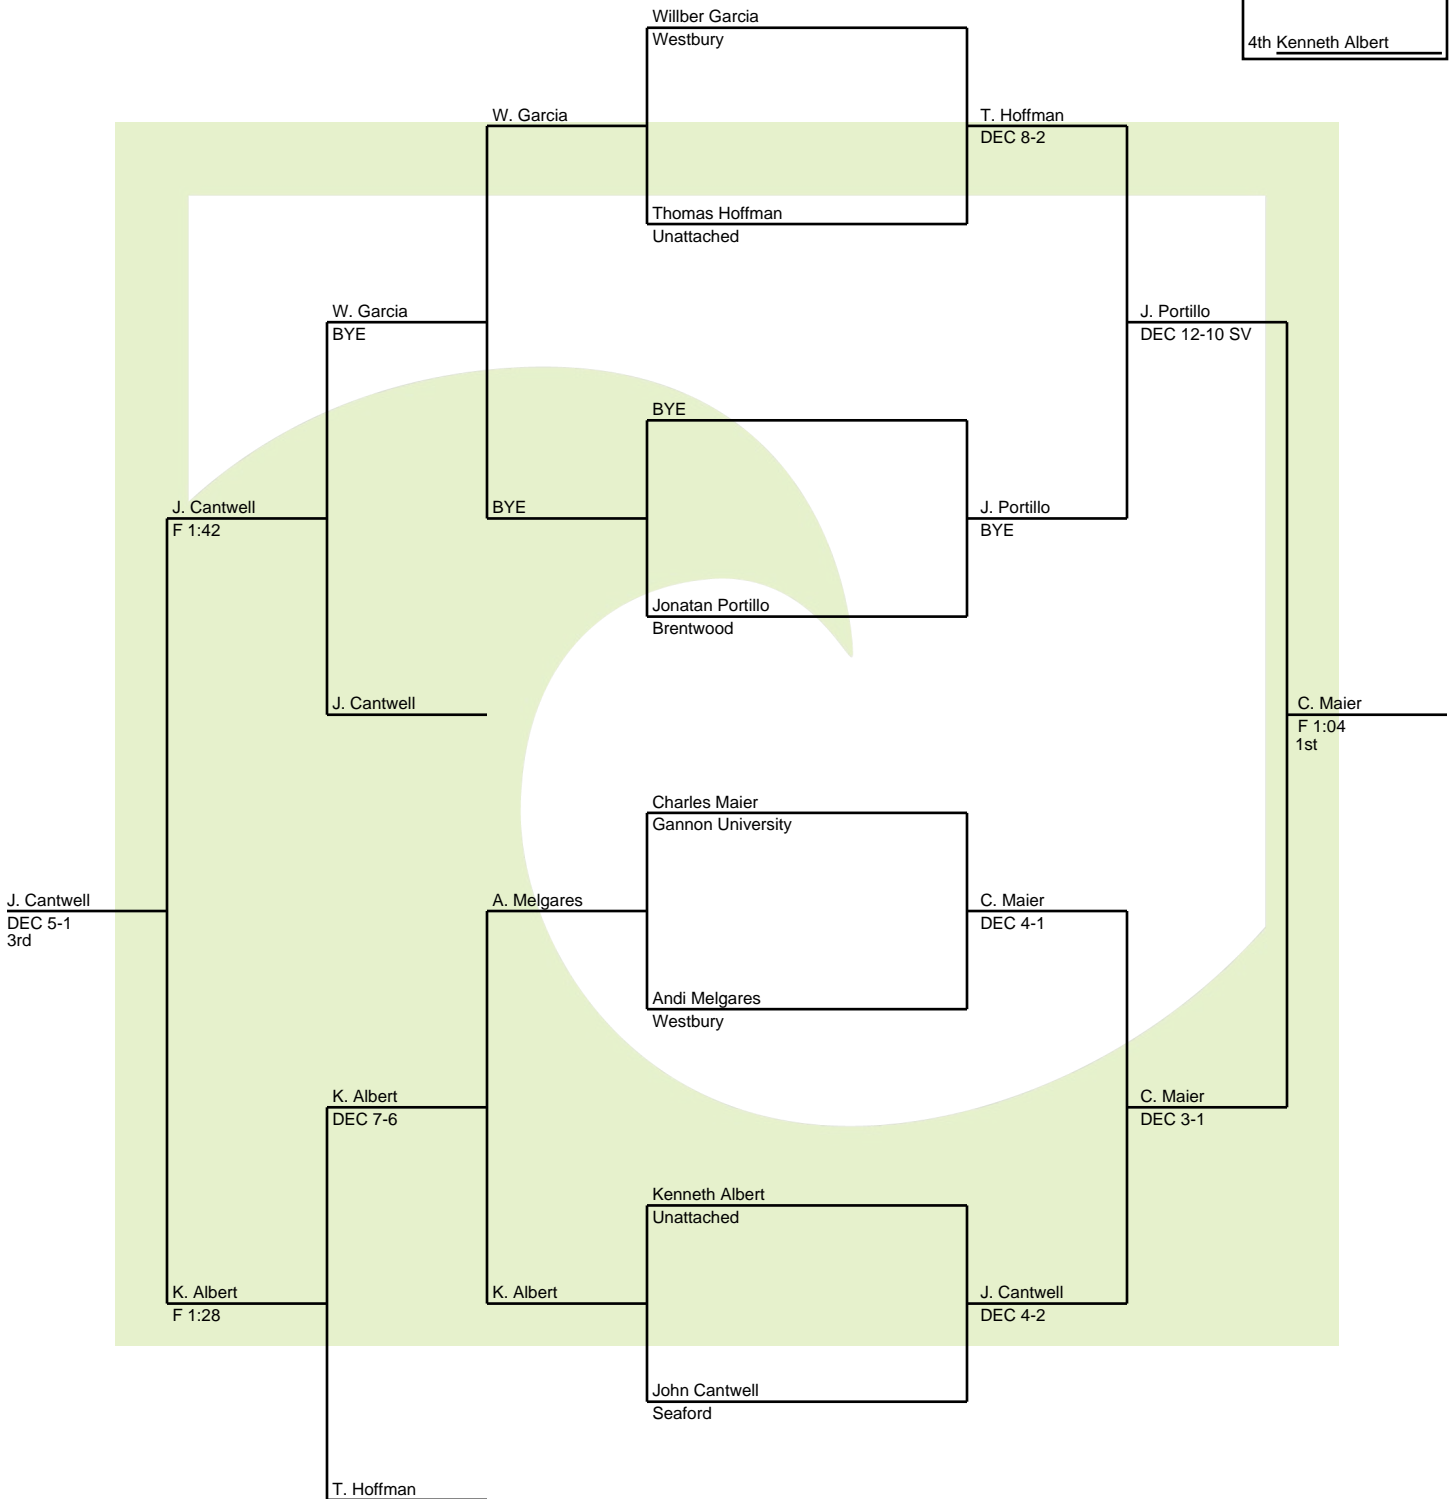 Willber Garcia
Westbury
4th Kenneth Albert
W. Garcia
T. Hoffman
DEC 8-2
Thomas Hoffman
Unattached
W. Garcia
BYE
J. Portillo
DEC 12-10 SV
BYE
J. Cantwell
F 1:42
BYE
J. Portillo
BYE
Jonatan Portillo
Brentwood
J. Cantwell
C. Maier
F 1:04
1st
Charles Maier
Gannon University
J. Cantwell
DEC 5-1
3rd
A. Melgares
C. Maier
DEC 4-1
Andi Melgares
Westbury
K. Albert
DEC 7-6
C. Maier
DEC 3-1
Kenneth Albert
Unattached
K. Albert
F 1:28
K. Albert
J. Cantwell
DEC 4-2
John Cantwell
Seaford
T. Hoffman